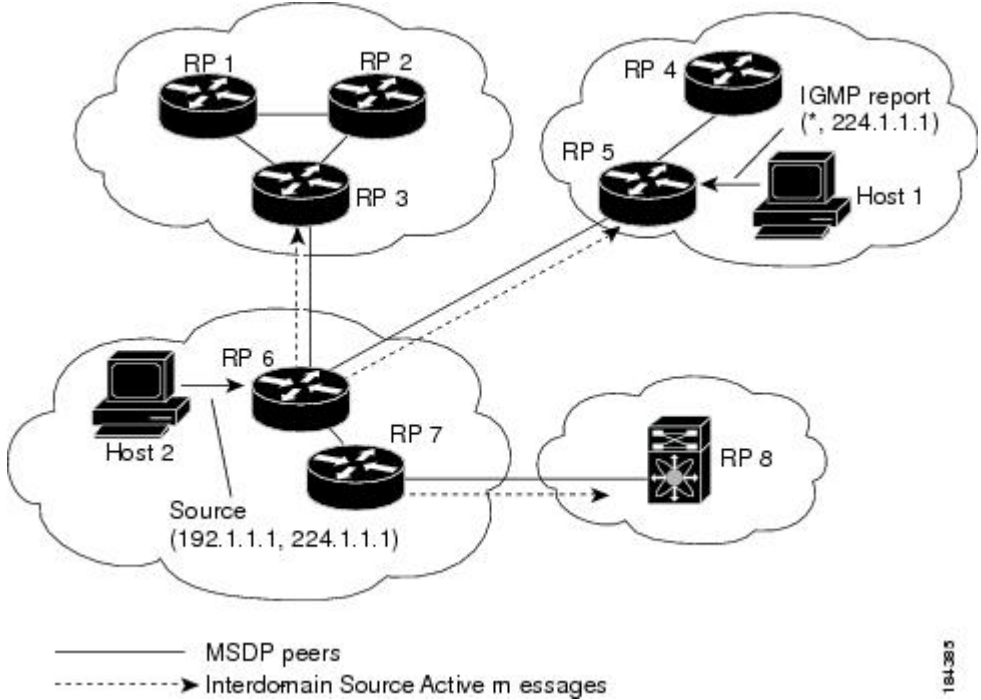 RP 1
RP 2
RP 3
RP 4
IGMP report
(*, 224.1.1.1)
RP 5
Host 1
RP 6
Host 2
RP 7
RP 8
Source
(192.1.1.1, 224.1.1.1)
MSDP peers
Interdomain Source Active m essages
184385